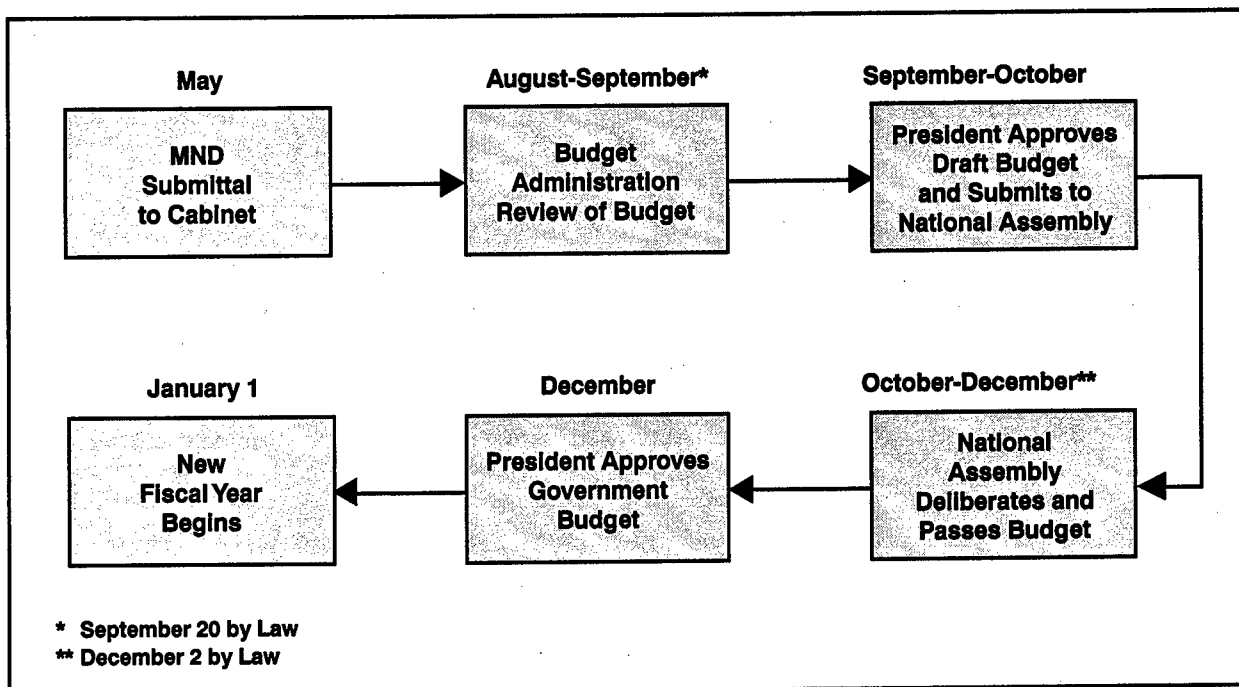 May
MND
Submittal
to Cabinet
August-September*
Budget
Administration
Review of Budget
September-October
President Approves
Draft Budget
and Submits to
National Assembly
October-December**
National
Assembly
Deliberates and
Passes Budget
December
President Approves
Government
Budget
January 1
New
Fiscal Year
Begins
* September 20 by Law
** December 2 by Law